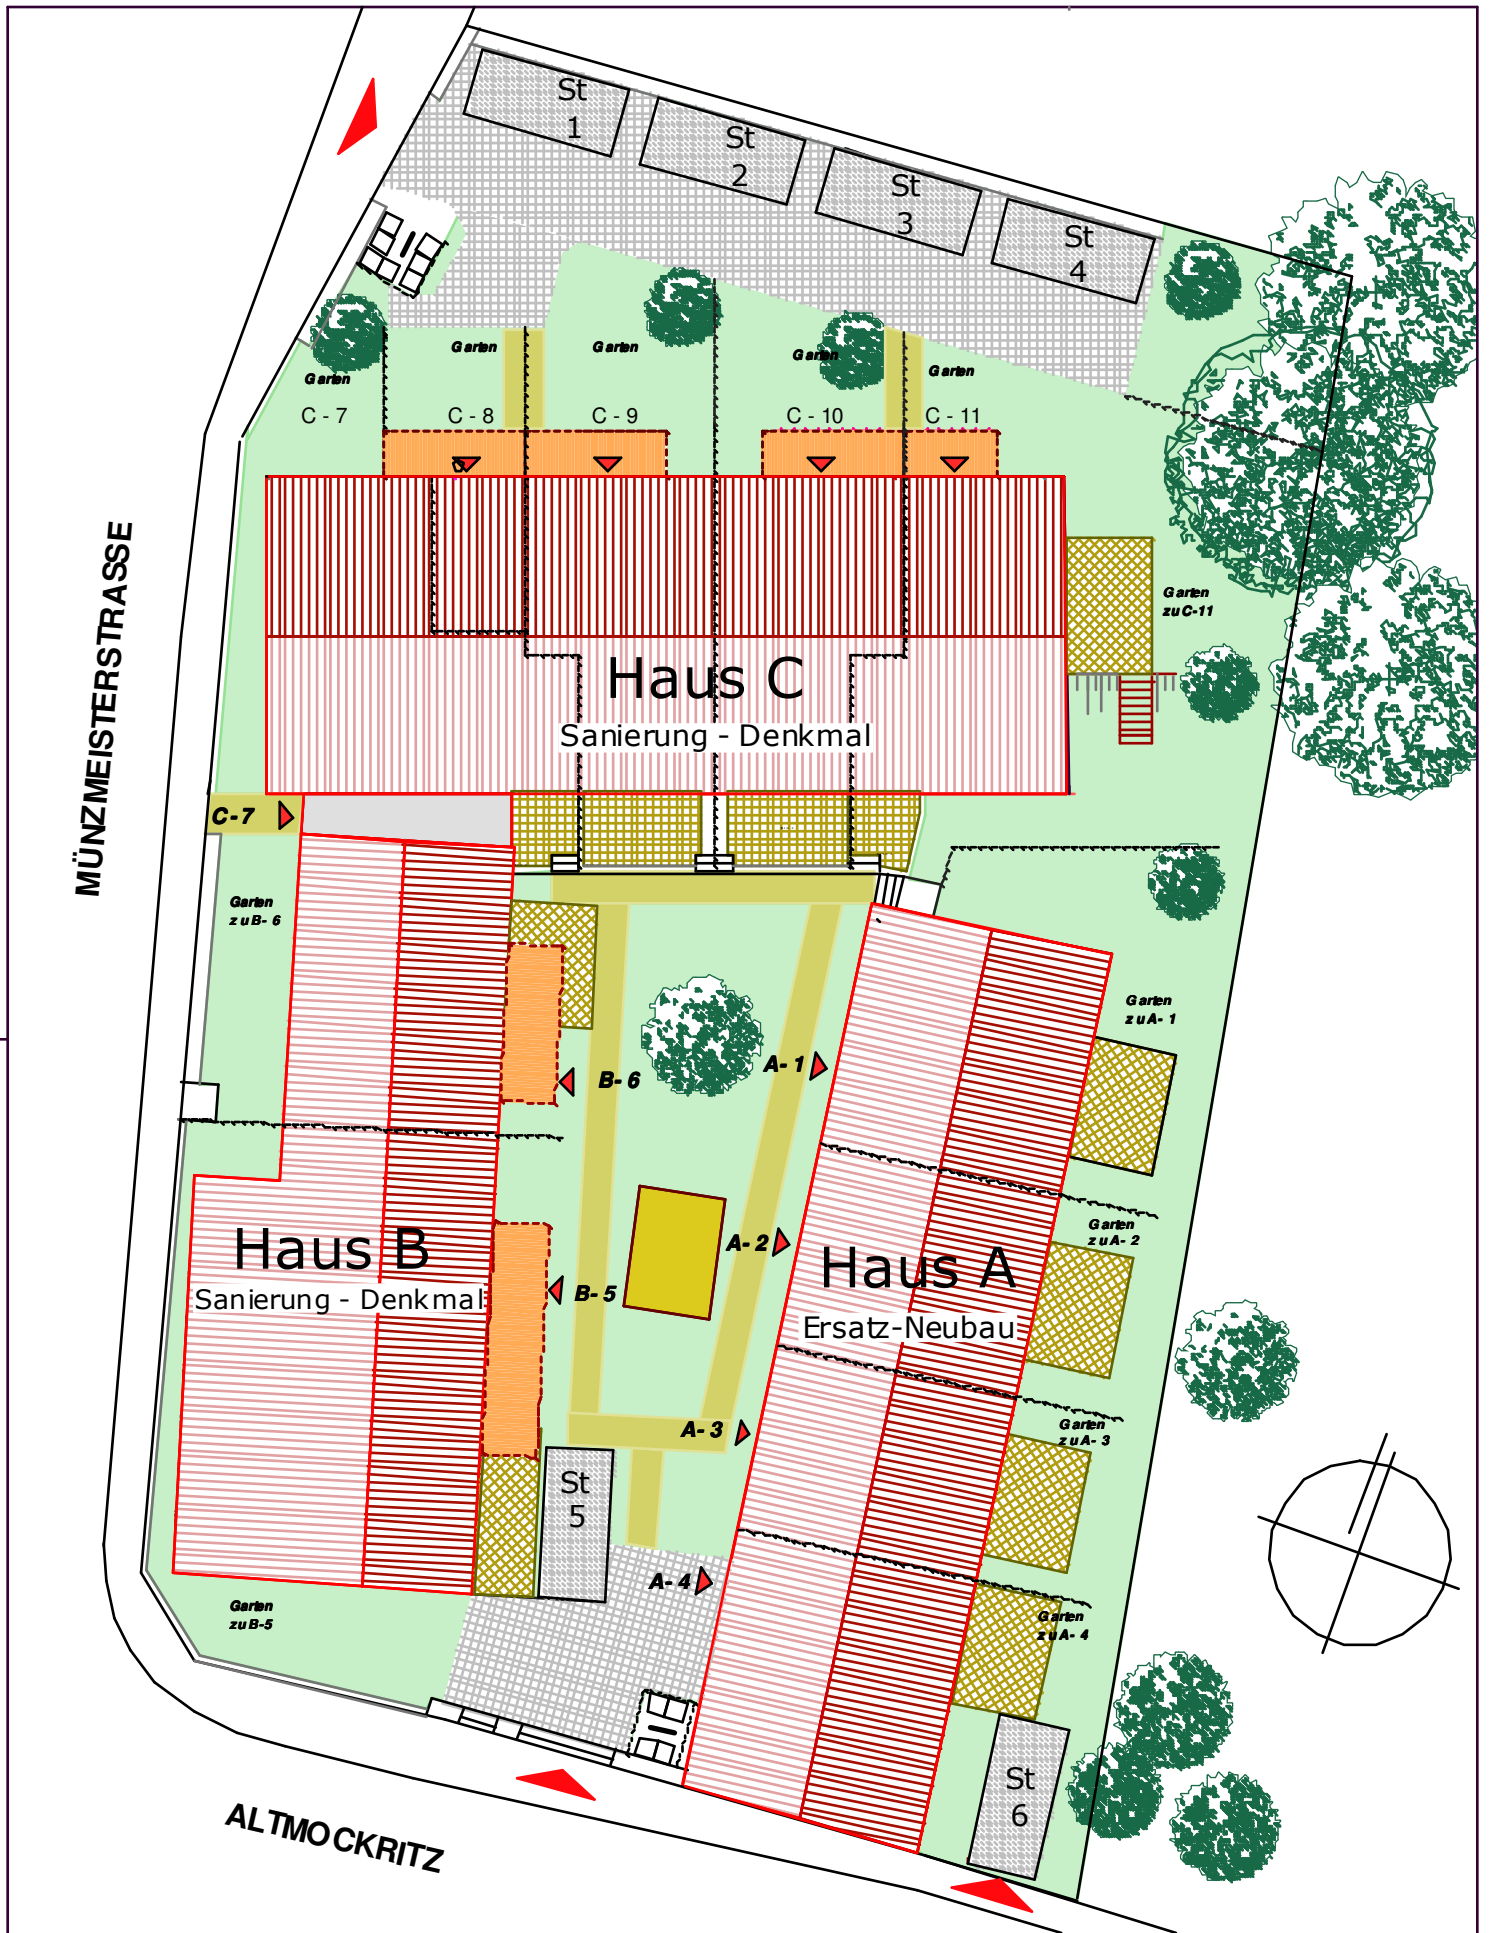 St
1
St
2
St
3
St
4
Garten
Garten
Garten
Garten
Garten
C - 7
C - 8
C - 9
C - 10
C - 11
MÜNZMEISTERSTRASSE
Garten
zu C-11
Haus C
Sanierung - Denkmal
C-7
Garten
zu B- 6
Garten
zu A- 1
A- 1
B- 6
Garten
zu A- 2
A- 2
Haus B
Sanierung - Denkmal
B- 5
Haus A
Ersatz-Neubau
Garten
zu A- 3
A- 3
St
5
A- 4
Garten
zu B-5
Garten
zu A- 4
St
6
ALTMOCKRITZ